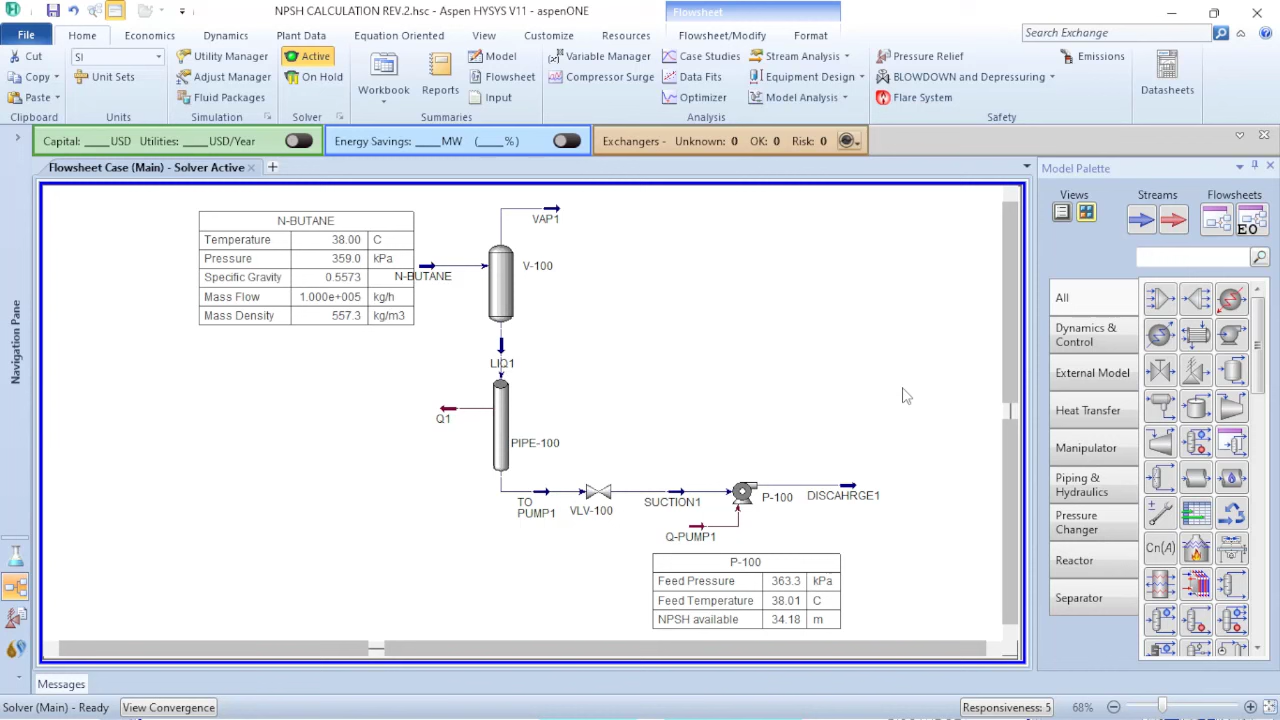 NPSH CALCULATION REV.2.hsc - Aspen HYSYS V11 - aspenONE
Flowsheet
File Home Economics Dynamics Plant Data Equation Oriented View Customize Resources Flowsheet/Modify Format
Search Exchange
Cut
Copy
Paste
Clipboard
SI
Unit Sets
Units
Utility Manager
Adjust Manager
Fluid Packages
Simulation
Active
On Hold
Solver
Workbook
Reports
Model
Flowsheet
Input
Summaries
Variable Manager
Compressor Surge
Case Studies
Data Fits
Optimizer
Stream Analysis
Equipment Design
Model Analysis
Analysis
Pressure Relief
BLOWDOWN and Depressuring
Flare System
Emissions
Safety
Datasheets
Capital: ____ USD Utilities: ____ USD/Year
Energy Savings: ____ MW (____%)
Exchangers - Unknown: 0 OK: 0 Risk: 0
Flowsheet Case (Main) - Solver Active
Navigation Pane
N-BUTANE
Temperature 38.00 C
Pressure 359.0 kPa
Specific Gravity 0.5573
Mass Flow 1.000e+005 kg/h
Mass Density 557.3 kg/m3
N-BUTANE
VAP1
V-100
LIQ1
Q1
PIPE-100
TO
PUMP1
VLV-100
SUCTION1
P-100
DISCAHRGE1
Q-PUMP1
P-100
Feed Pressure 363.3 kPa
Feed Temperature 38.01 C
NPSH available 34.18 m
Model Palette
Views Streams Flowsheets
EO
All
Dynamics &
Control
External Model
Heat Transfer
Manipulator
Piping &
Hydraulics
Pressure
Changer
Reactor
Separator
Cn(A)
Messages
Solver (Main) - Ready
View Convergence
Responsiveness: 5
68%